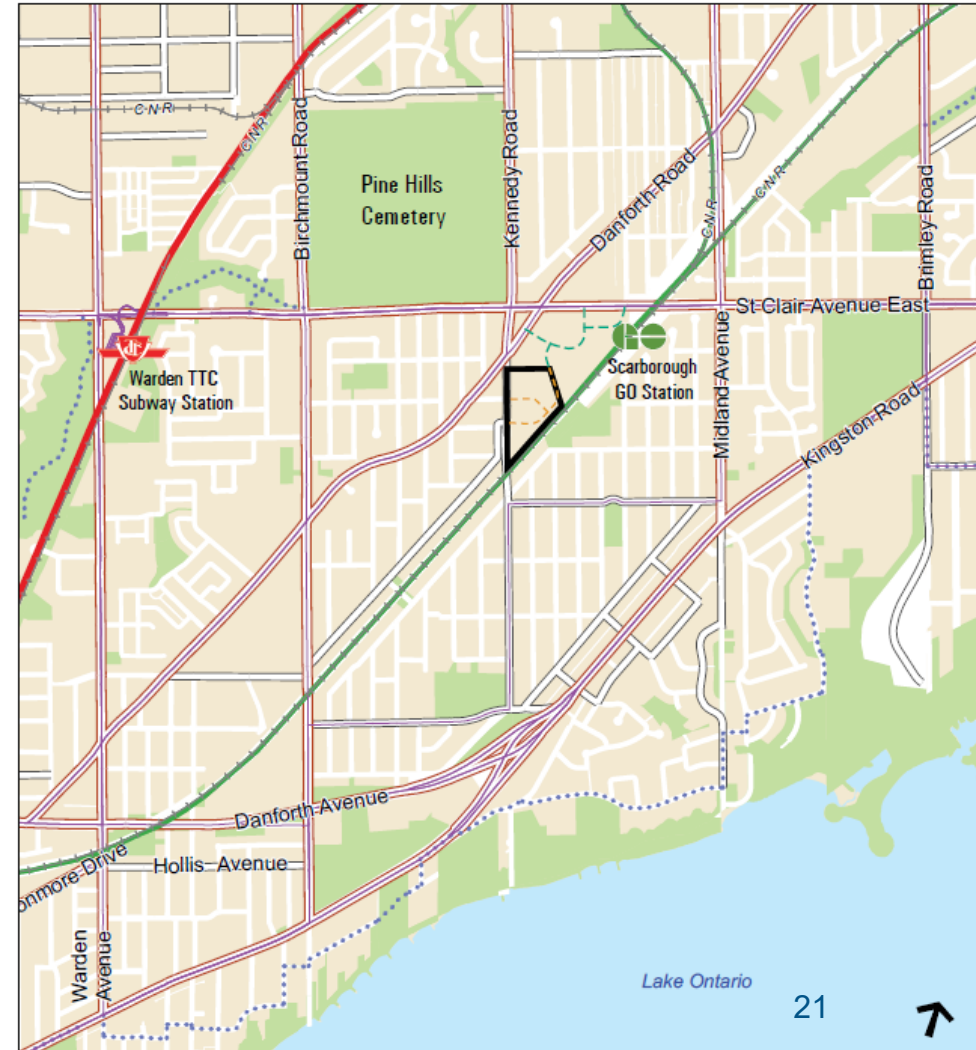 C N R
C N R
Birchmount Road
Pine Hills
Cemetery
Kennedy Road
Danforth Road
C N R
C N R
Brimley Road
St Clair Avenue East
Warden TTC
Subway Station
Scarborough
GO Station
Midland Avenue
Kingston Road
Danforth Avenue
Hollis Avenue
onmore Drive
Warden
Avenue
Lake Ontario
21